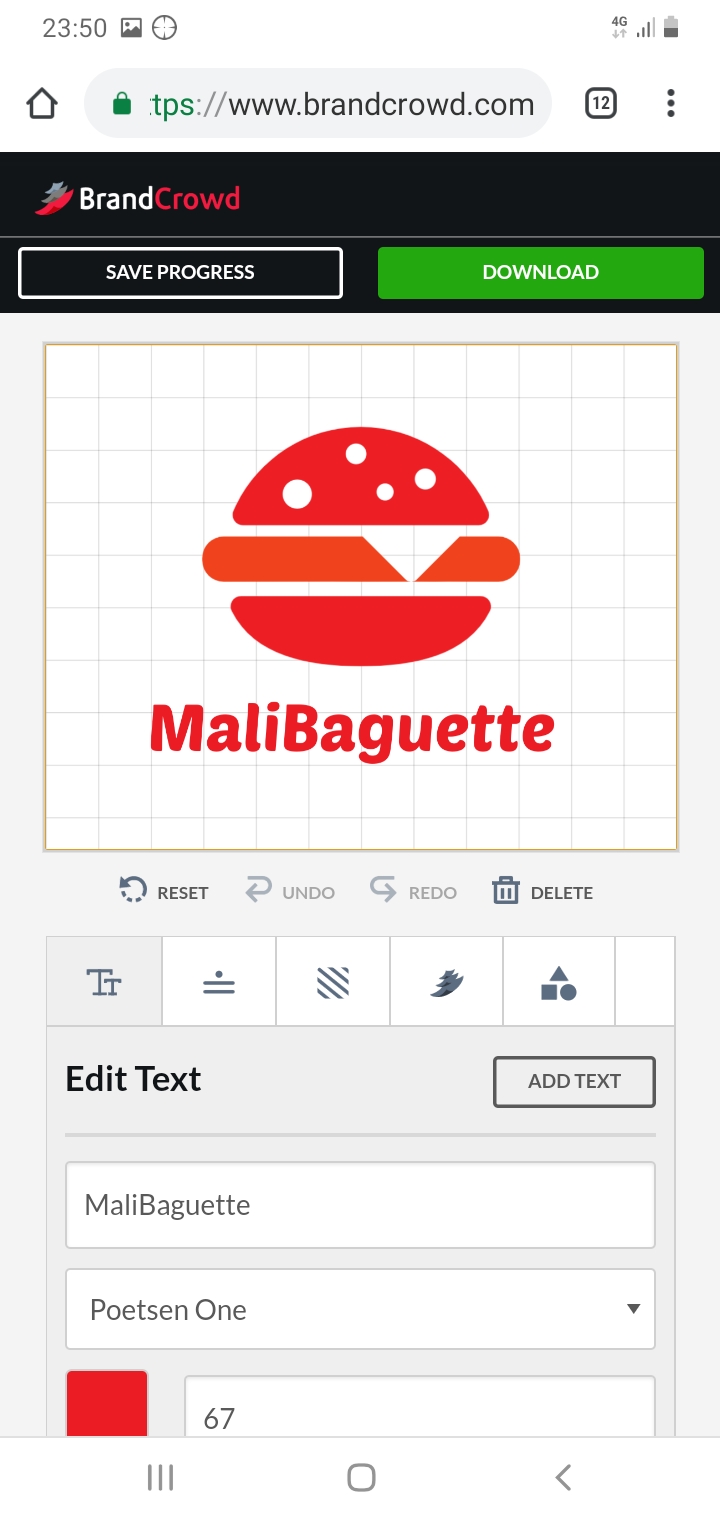 23:50
4G
tps://www.brandcrowd.com
12
BrandCrowd
SAVE PROGRESS
DOWNLOAD
MaliBaguette
RESET
UNDO
REDO
DELETE
Edit Text
ADD TEXT
MaliBaguette
Poetsen One
67